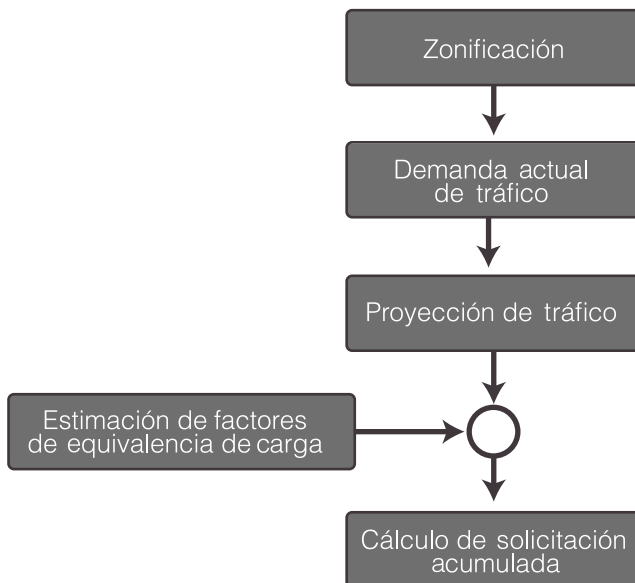 Zonificación
Demanda actual
de tráfico
Proyección de tráfico
Estimación de factores
de equivalencia de carga
Cálculo de solicitación
acumulada